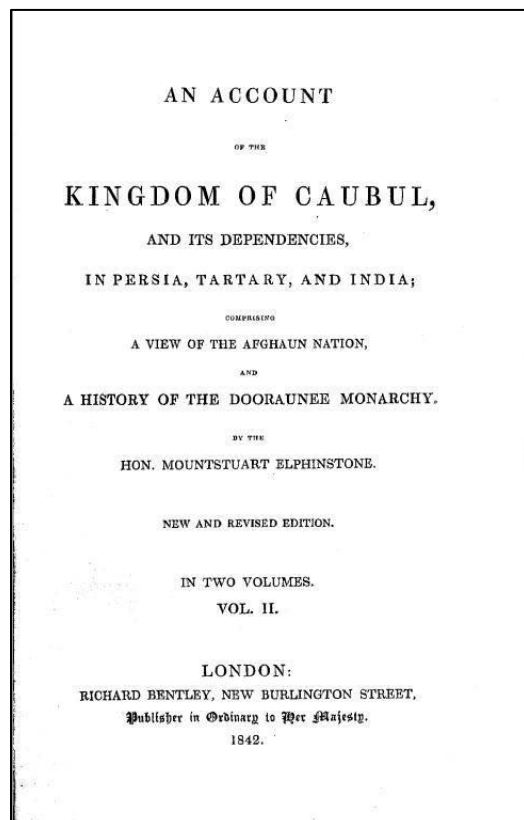 AN ACCOUNT
OF THE
KINGDOM OF CAUBUL,
AND ITS DEPENDENCIES,
IN PERSIA, TARTARY, AND INDIA;
COMPRISING
A VIEW OF THE AFGHAUN NATION,
AND
A HISTORY OF THE DOORAUNEE MONARCHY.
BY THE
HON. MOUNTSTUART ELPHINSTONE.
NEW AND REVISED EDITION.
IN TWO VOLUMES.
VOL. II.
LONDON:
RICHARD BENTLEY, NEW BURLINGTON STREET,
Publisher in Ordinary to Her Majesty.
1842.